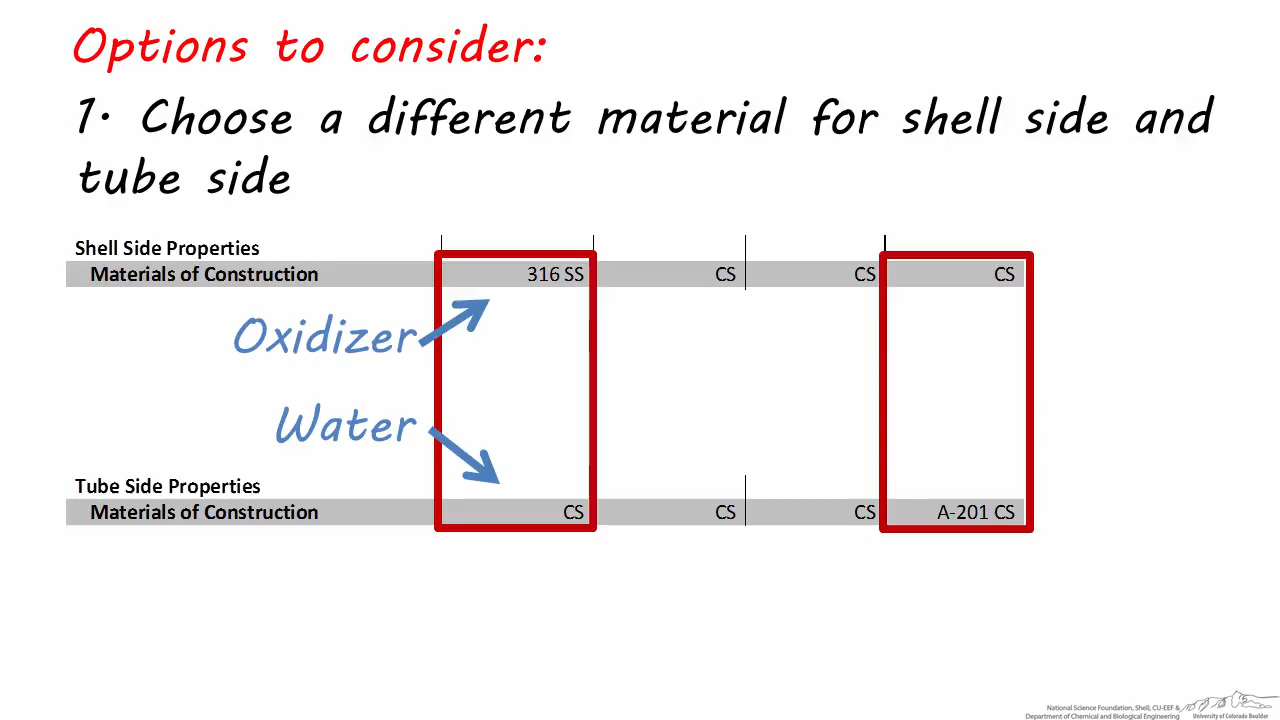 Options to consider:
1. Choose a different material for shell side and
tube side
Shell Side Properties
Materials of Construction 316 SS CS CS CS
Oxidizer
Water
Tube Side Properties
Materials of Construction CS CS CS A-201 CS
National Science Foundation, Shell, CU-EEF &
Department of Chemical and Biological Engineering
University of Colorado Boulder